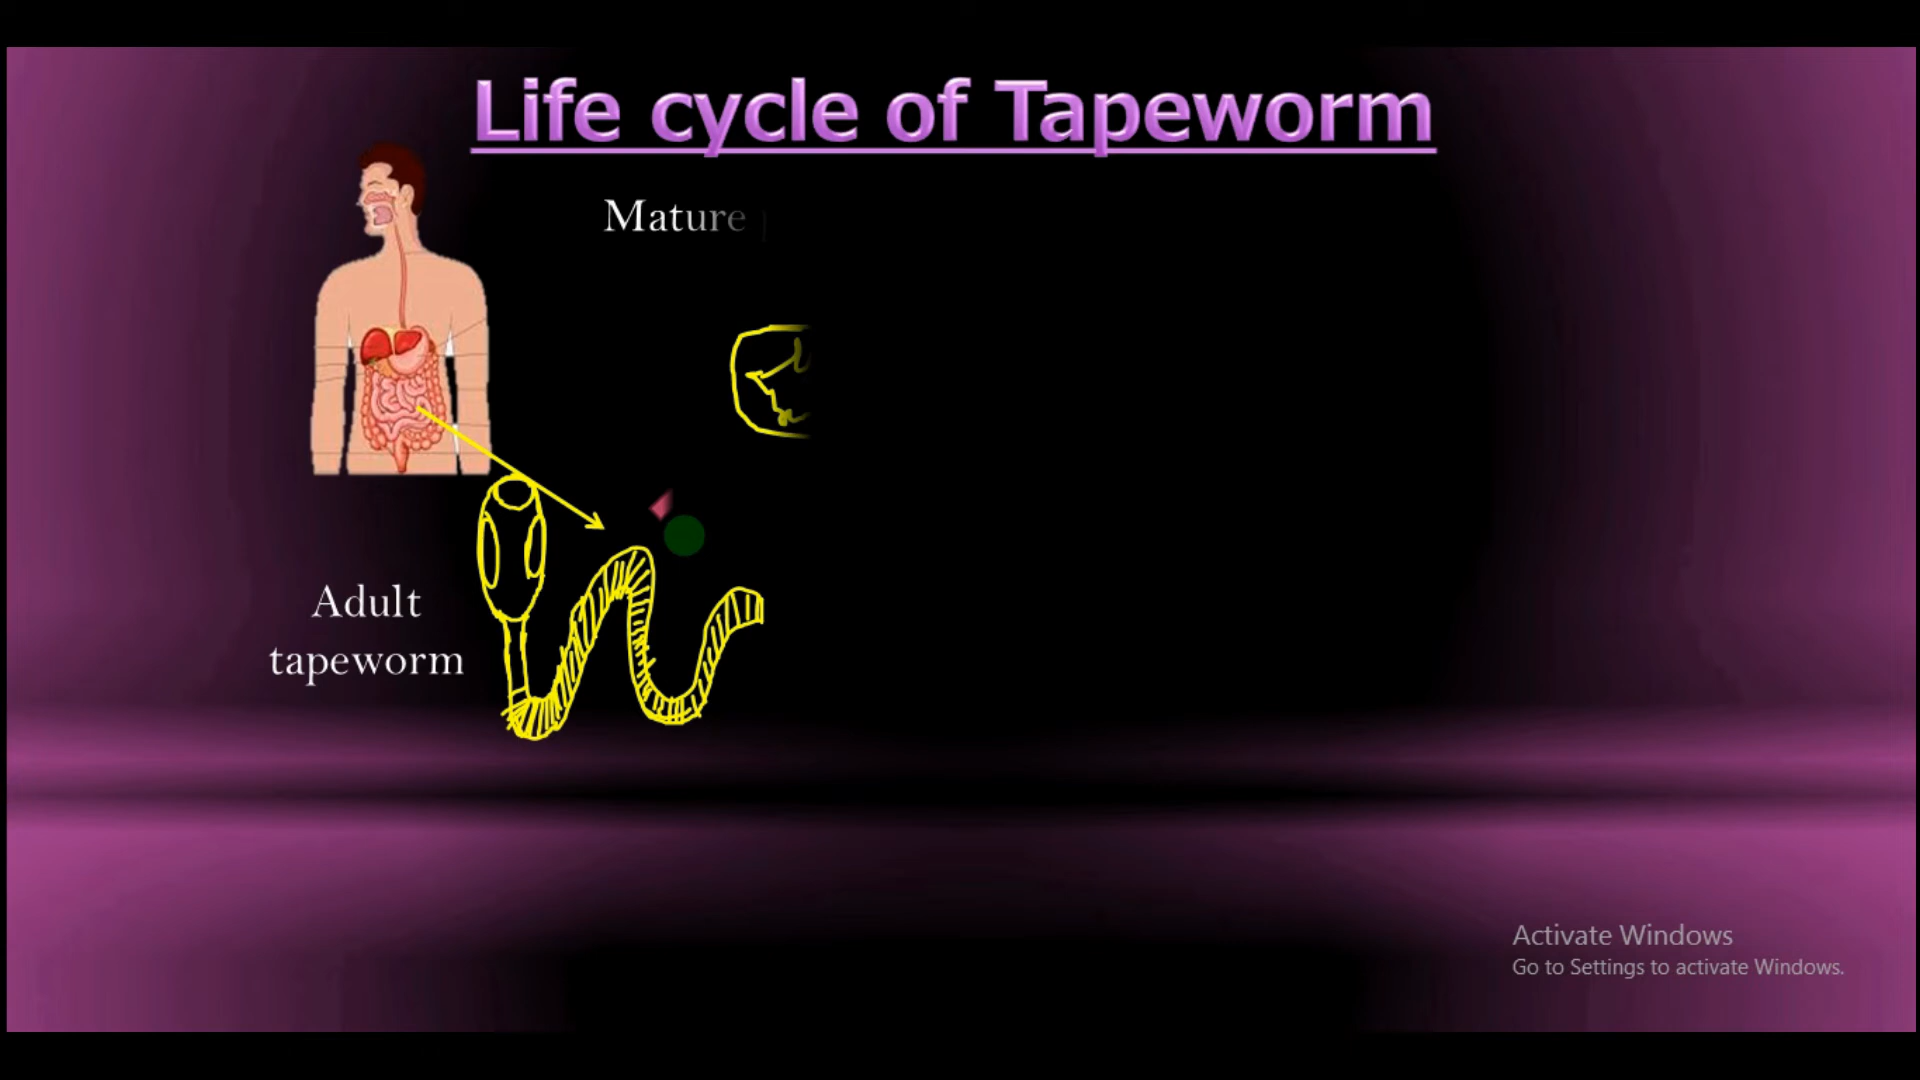 Life cycle of Tapeworm
Mature
Adult
tapeworm
Activate Windows
Go to Settings to activate Windows.